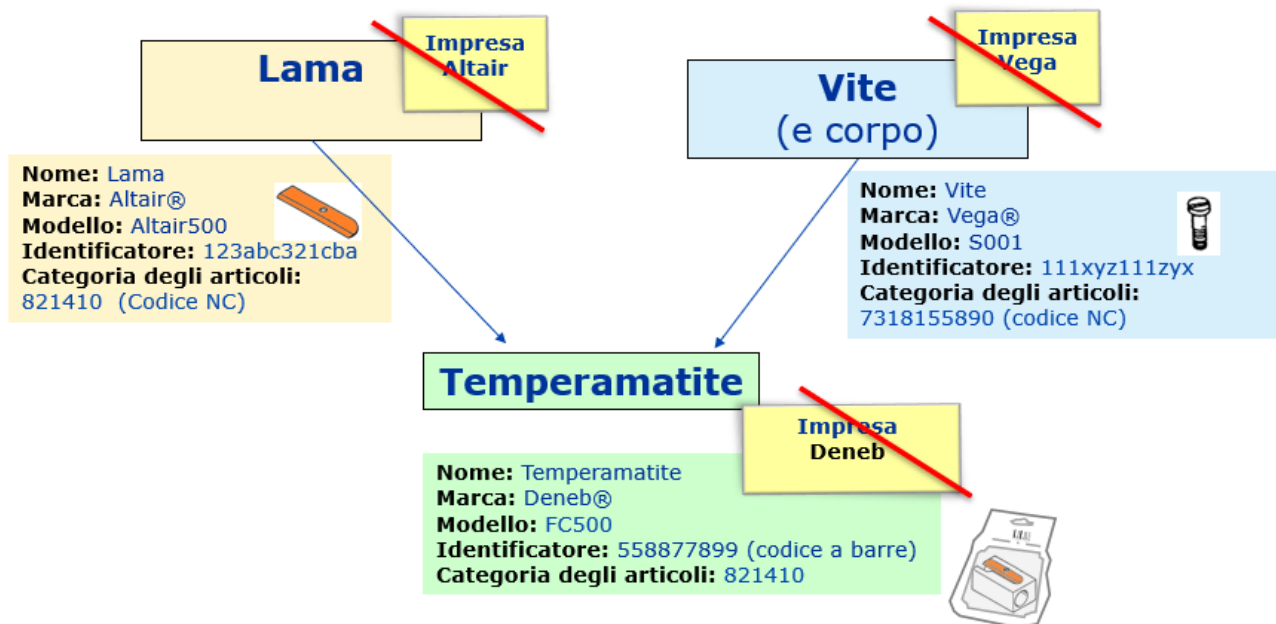 Lama
Impresa
Altair
Vite
(e corpo)
Impresa
Vega
Nome: Lama
Marca: Altair®
Modello: Altair500
Identificatore: 123abc321cba
Categoria degli articoli:
821410 (Codice NC)
Nome: Vite
Marca: Vega®
Modello: S001
Identificatore: 111xyz111zyx
Categoria degli articoli:
7318155890 (codice NC)
Temperamatite
Impresa
Deneb
Nome: Temperamatite
Marca: Deneb®
Modello: FC500
Identificatore: 558877899 (codice a barre)
Categoria degli articoli: 821410